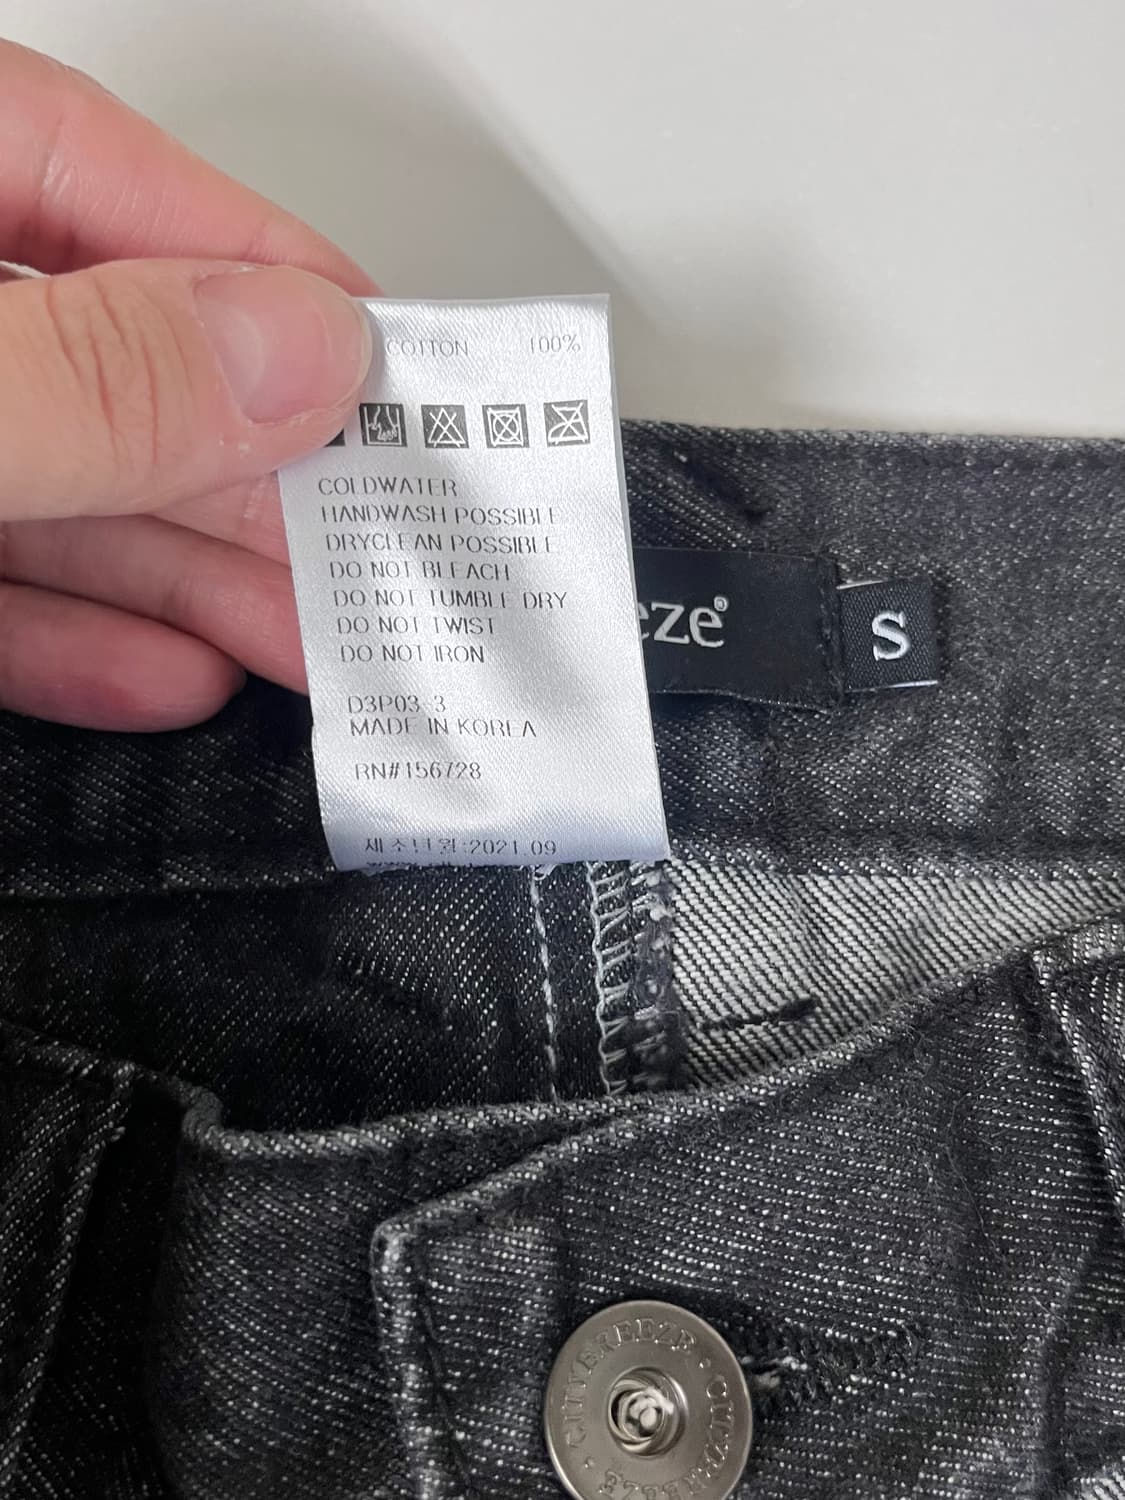 COTTON 100%
COLDWATER
HANDWASH POSSIBLE
DRYCLEAN POSSIBLE
DO NOT BLEACH
DO NOT TUMBLE DRY
DO NOT TWIST
DO NOT IRON
D3P03-3
MADE IN KOREA
RN#156728
제조년월:2021.09
eze®
S
CITYBREEZE